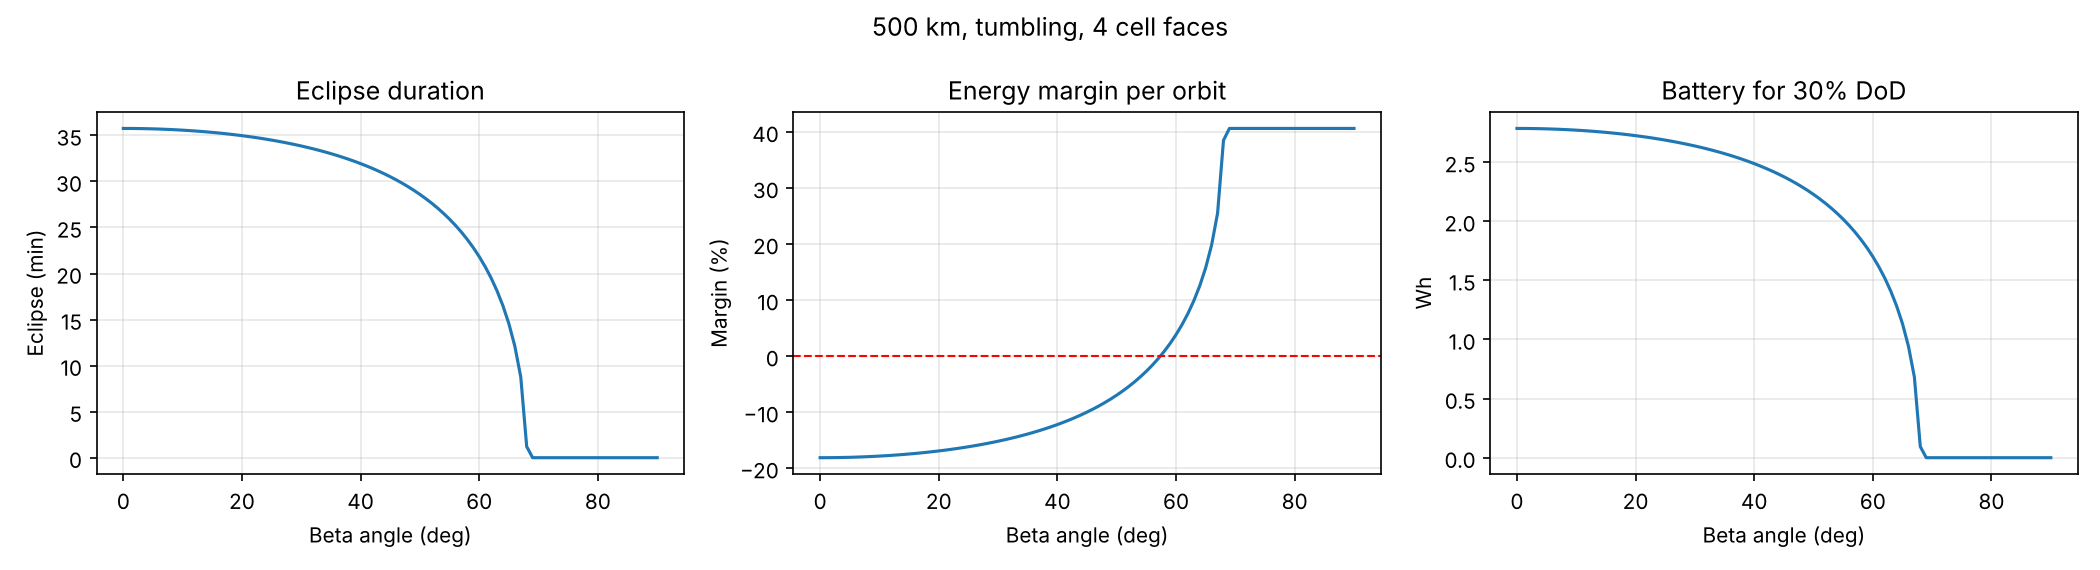 500 km, tumbling, 4 cell faces
Eclipse duration
Eclipse (min)
35
30
25
20
15
10
5
0
0 20 40 60 80
Beta angle (deg)
Energy margin per orbit
Margin (%)
40
30
20
10
0
−10
−20
0 20 40 60 80
Beta angle (deg)
Battery for 30% DoD
Wh
2.5
2.0
1.5
1.0
0.5
0.0
0 20 40 60 80
Beta angle (deg)